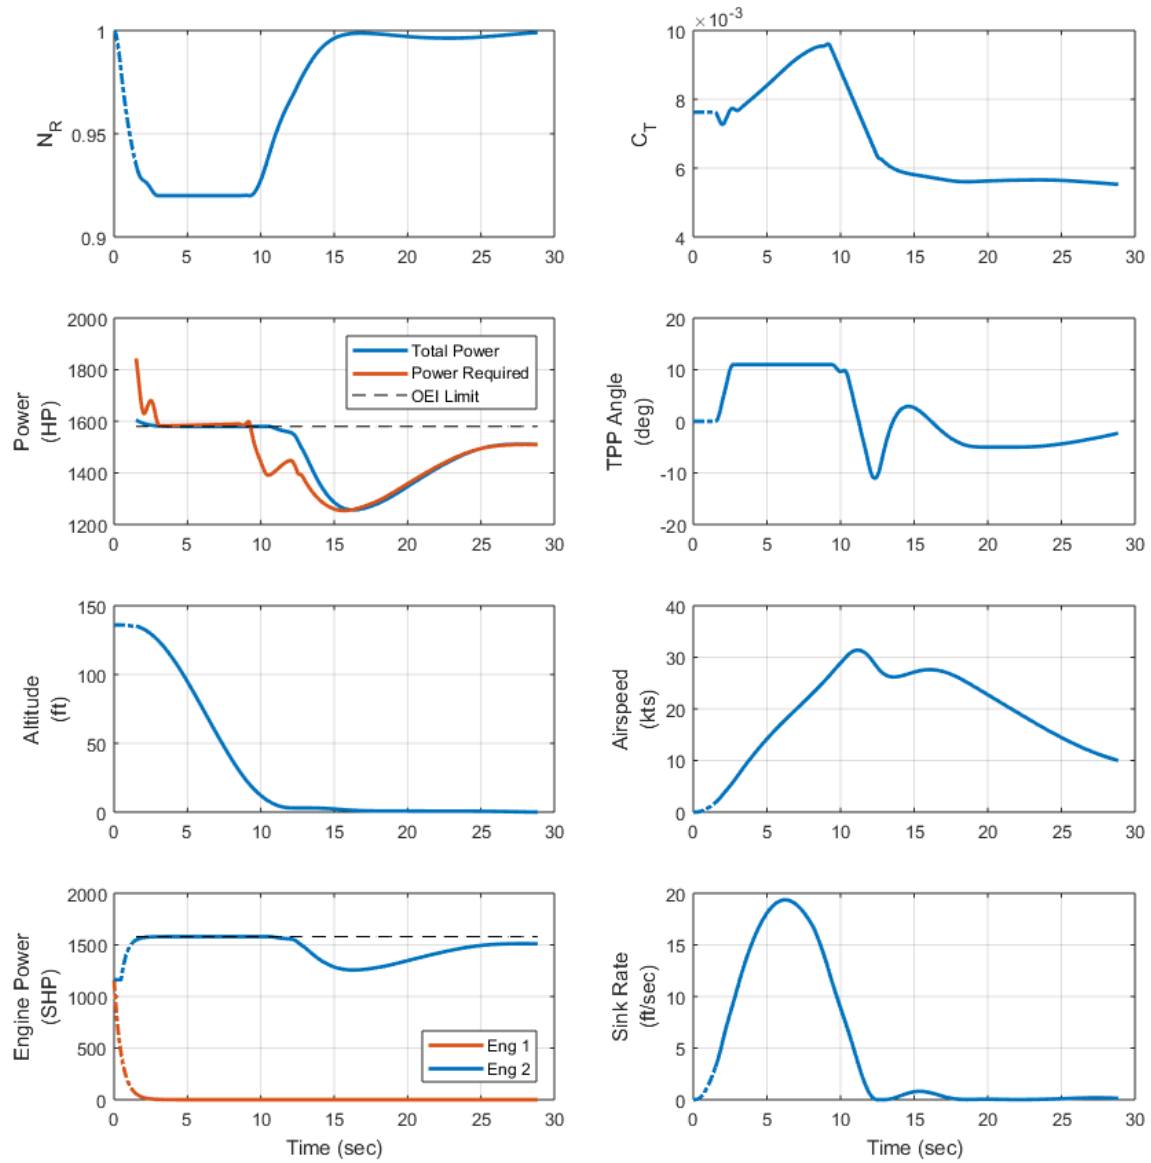 1
0.95
0.9
N_R
0 5 10 15 20 25 30
×10^-3
10
8
6
4
C_T
0 5 10 15 20 25 30
2000
1800
1600
1400
1200
Power
(HP)
Total Power
Power Required
OEI Limit
0 5 10 15 20 25 30
20
10
0
-10
-20
TPP Angle
(deg)
0 5 10 15 20 25 30
150
100
50
0
Altitude
(ft)
0 5 10 15 20 25 30
40
30
20
10
0
Airspeed
(kts)
0 5 10 15 20 25 30
2000
1500
1000
500
0
Engine Power
(SHP)
Eng 1
Eng 2
0 5 10 15 20 25 30
Time (sec)
20
15
10
5
0
Sink Rate
(ft/sec)
0 5 10 15 20 25 30
Time (sec)